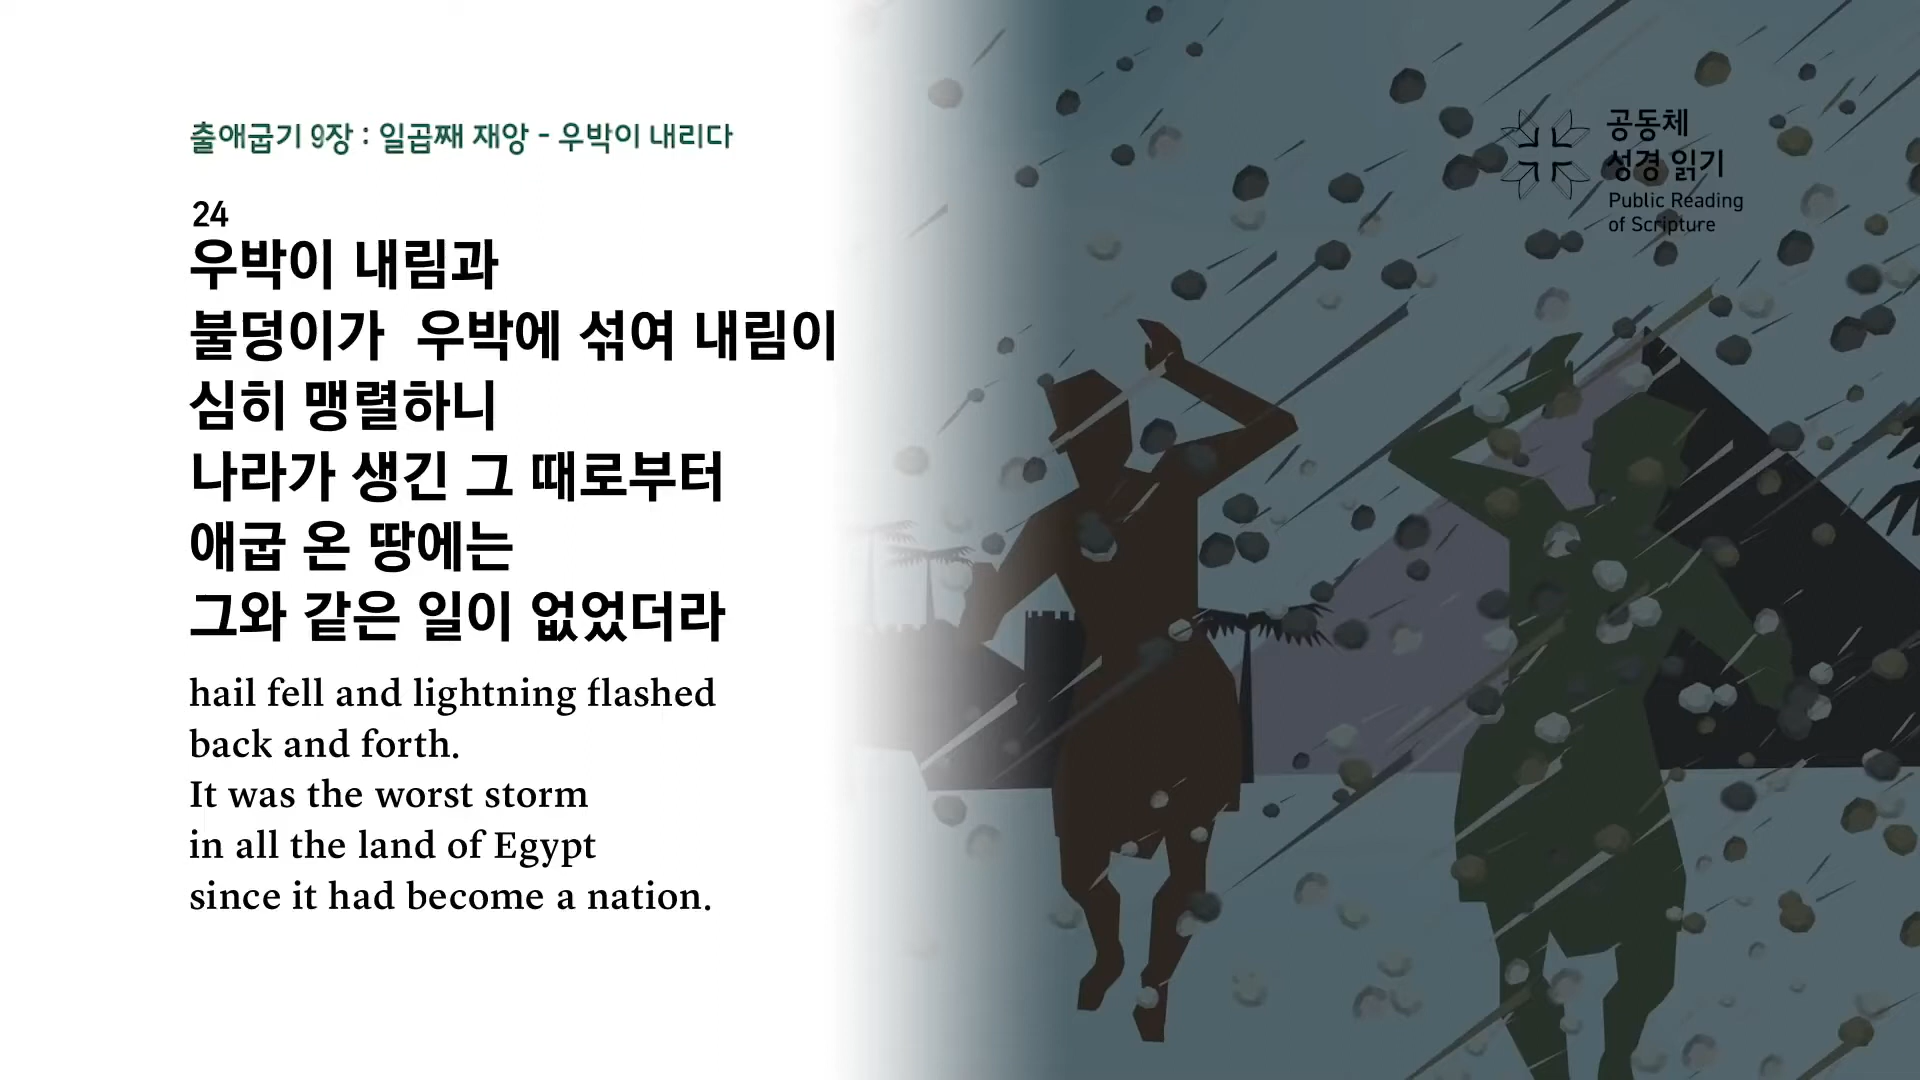 출애굽기 9장 : 일곱째 재앙 - 우박이 내리다
24
우박이 내림과
불덩이가 우박에 섞여 내림이
심히 맹렬하니
나라가 생긴 그 때로부터
애굽 온 땅에는
그와 같은 일이 없었더라
hail fell and lightning flashed
back and forth.
It was the worst storm
in all the land of Egypt
since it had become a nation.
공동체
성경 읽기
Public Reading
of Scripture